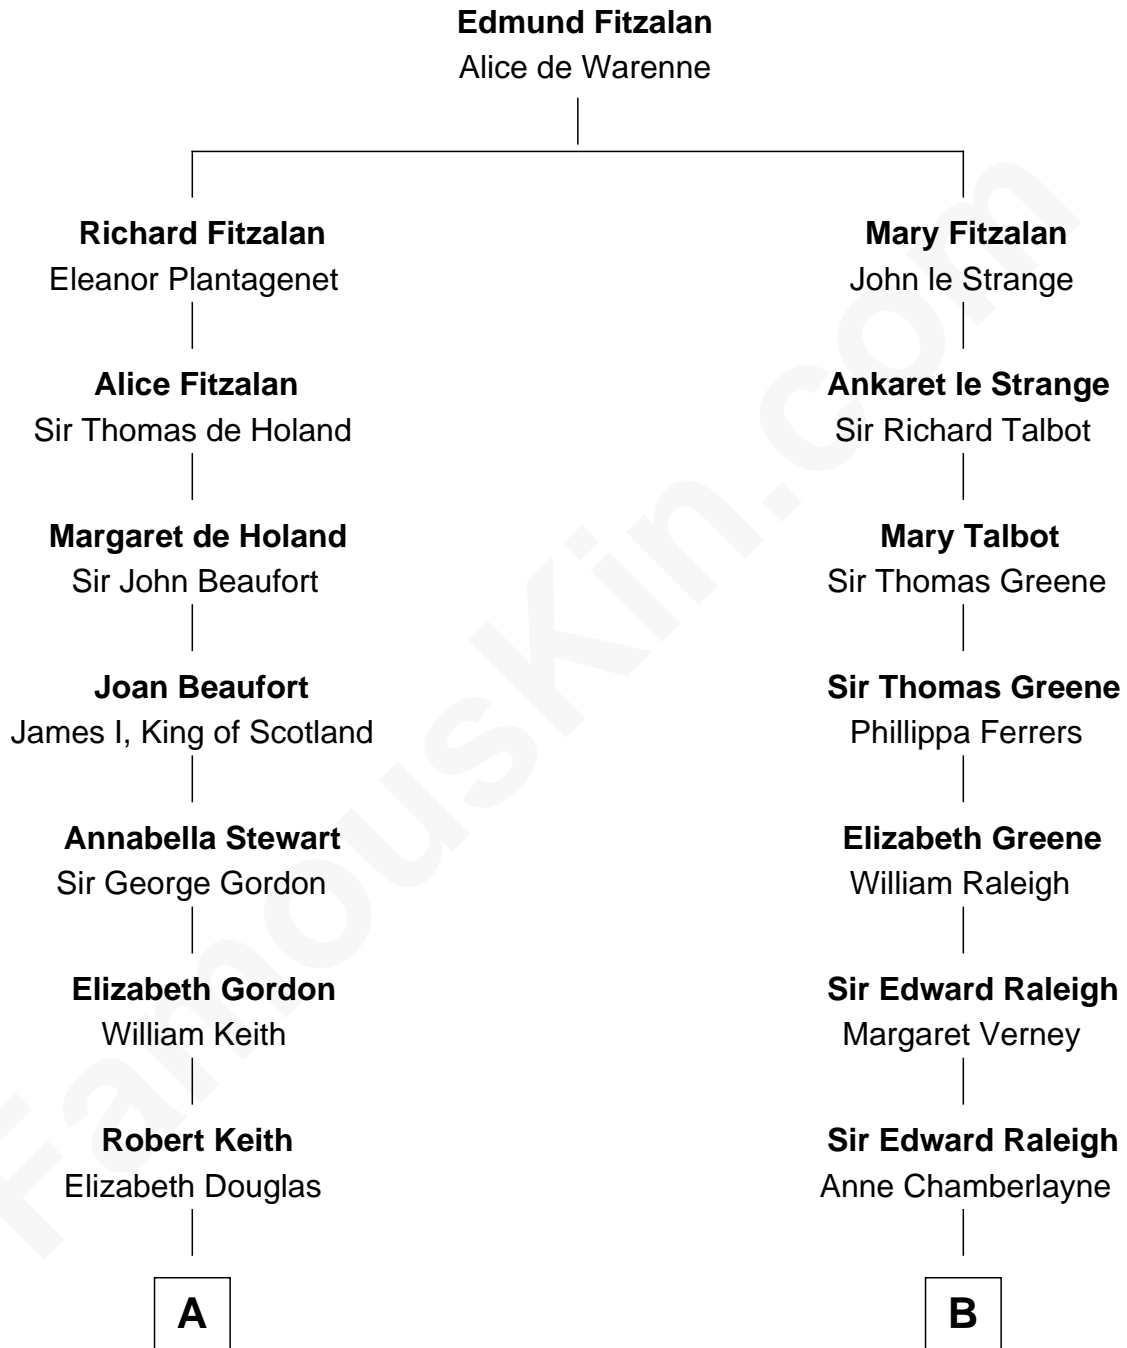 Edmund Fitzalan
Alice de Warenne
Richard Fitzalan
Eleanor Plantagenet
Mary Fitzalan
John le Strange
Alice Fitzalan
Sir Thomas de Holand
Ankaret le Strange
Sir Richard Talbot
Margaret de Holand
Sir John Beaufort
Mary Talbot
Sir Thomas Greene
Joan Beaufort
James I, King of Scotland
Sir Thomas Greene
Phillippa Ferrers
Annabella Stewart
Sir George Gordon
Elizabeth Greene
William Raleigh
Elizabeth Gordon
William Keith
Sir Edward Raleigh
Margaret Verney
Robert Keith
Elizabeth Douglas
Sir Edward Raleigh
Anne Chamberlayne
A
B
FamousKin.com